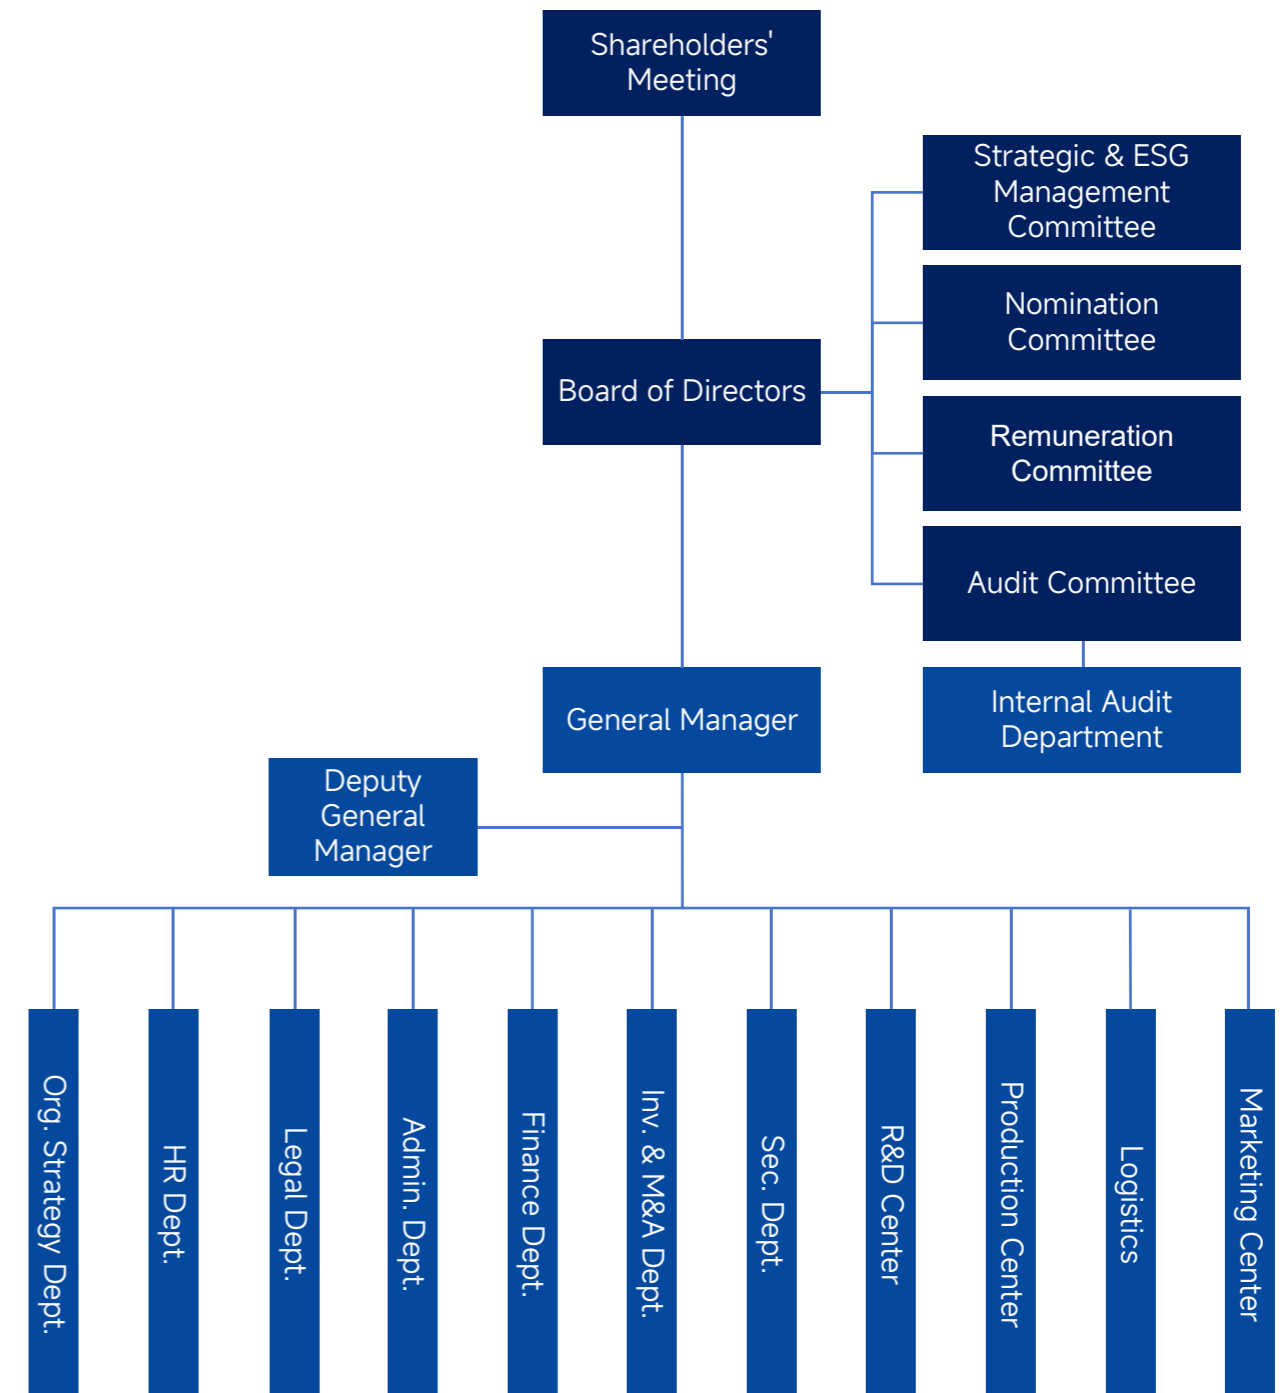 Shareholders'
Meeting
Strategic & ESG
Management
Committee
Nomination
Committee
Board of Directors
Remuneration
Committee
Audit Committee
General Manager
Internal Audit
Department
Deputy
General
Manager
Org. Strategy Dept.
HR Dept.
Legal Dept.
Admin. Dept.
Finance Dept.
Inv. & M&A Dept.
Sec. Dept.
R&D Center
Production Center
Logistics
Marketing Center